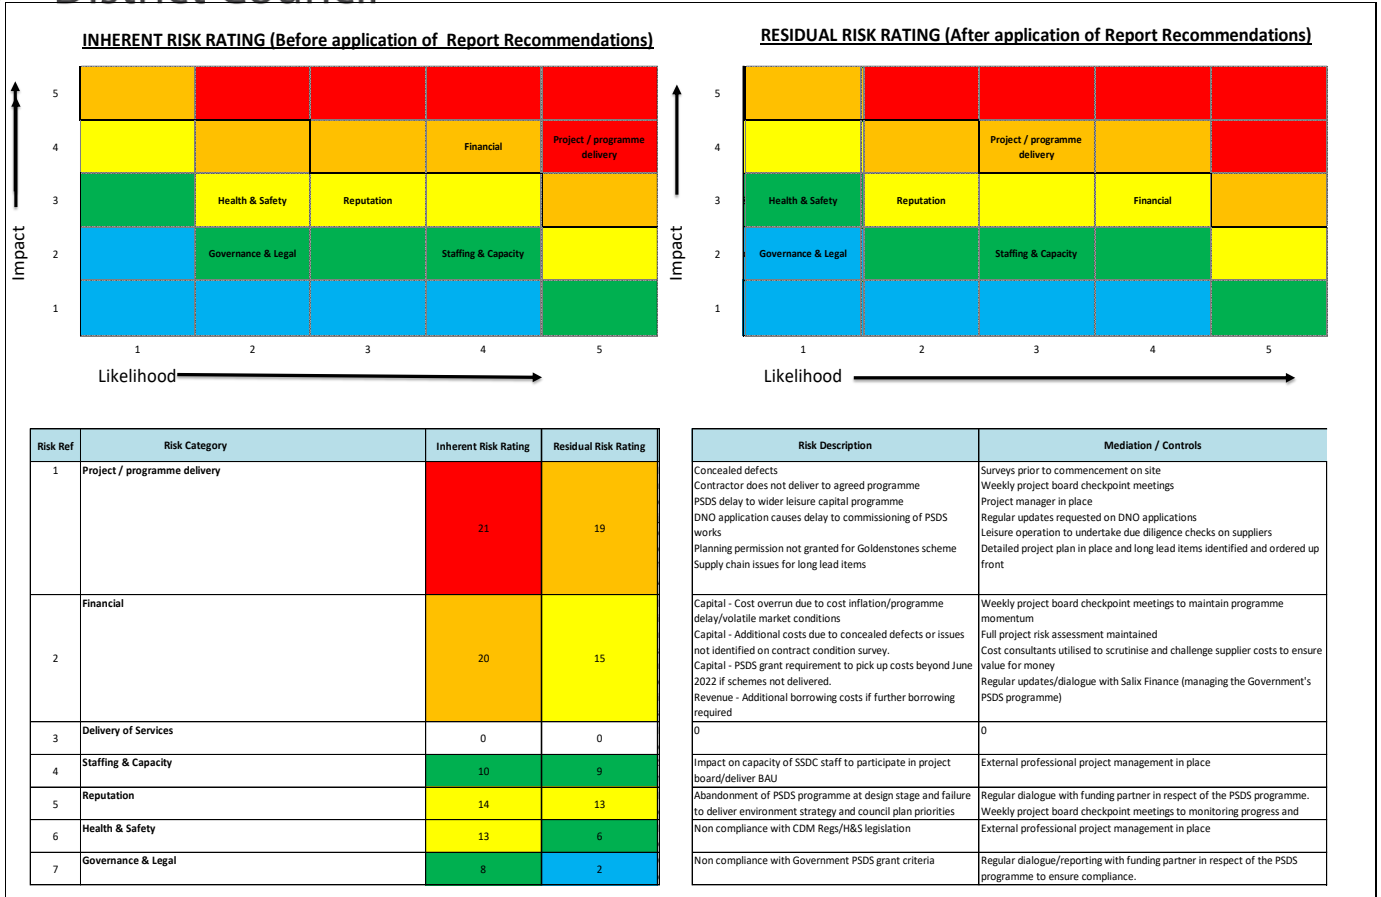 District Council
INHERENT RISK RATING (Before application of Report Recommendations)
5
4
Financial
Project / programme
delivery
3
Health & Safety
Reputation
2
Governance & Legal
Staffing & Capacity
1
1
2
3
4
5
Impact
Likelihood
RESIDUAL RISK RATING (After application of Report Recommendations)
5
4
Project / programme
delivery
3
Health & Safety
Reputation
Financial
2
Governance & Legal
Staffing & Capacity
1
1
2
3
4
5
Impact
Likelihood
Risk Ref
Risk Category
Inherent Risk Rating
Residual Risk Rating
Risk Description
Mediation / Controls
1
Project / programme delivery
21
19
Concealed defects
Contractor does not deliver to agreed programme
PSDS delay to wider leisure capital programme
DNO application causes delay to commissioning of PSDS
works
Planning permission not granted for Goldenstones scheme
Supply chain issues for long lead items
Surveys prior to commencement on site
Weekly project board checkpoint meetings
Project manager in place
Regular updates requested on DNO applications
Leisure operation to undertake due diligence checks on suppliers
Detailed project plan in place and long lead items identified and ordered up
front
2
Financial
20
15
Capital - Cost overrun due to cost inflation/programme
delay/volatile market conditions
Capital - Additional costs due to concealed defects or issues
not identified on contract condition survey.
Capital - PSDS grant requirement to pick up costs beyond June
2022 if schemes not delivered.
Revenue - Additional borrowing costs if further borrowing
required
Weekly project board checkpoint meetings to maintain programme
momentum
Full project risk assessment maintained
Cost consultants utilised to scrutinise and challenge supplier costs to ensure
value for money
Regular updates/dialogue with Salix Finance (managing the Government's
PSDS programme)
3
Delivery of Services
0
0
0
0
4
Staffing & Capacity
10
9
Impact on capacity of SSDC staff to participate in project
board/deliver BAU
External professional project management in place
5
Reputation
14
13
Abandonment of PSDS programme at design stage and failure
to deliver environment strategy and council plan priorities
Regular dialogue with funding partner in respect of the PSDS programme.
Weekly project board checkpoint meetings to monitoring progress and
6
Health & Safety
13
6
Non compliance with CDM Regs/H&S legislation
External professional project management in place
7
Governance & Legal
8
2
Non compliance with Government PSDS grant criteria
Regular dialogue/reporting with funding partner in respect of the PSDS
programme to ensure compliance.